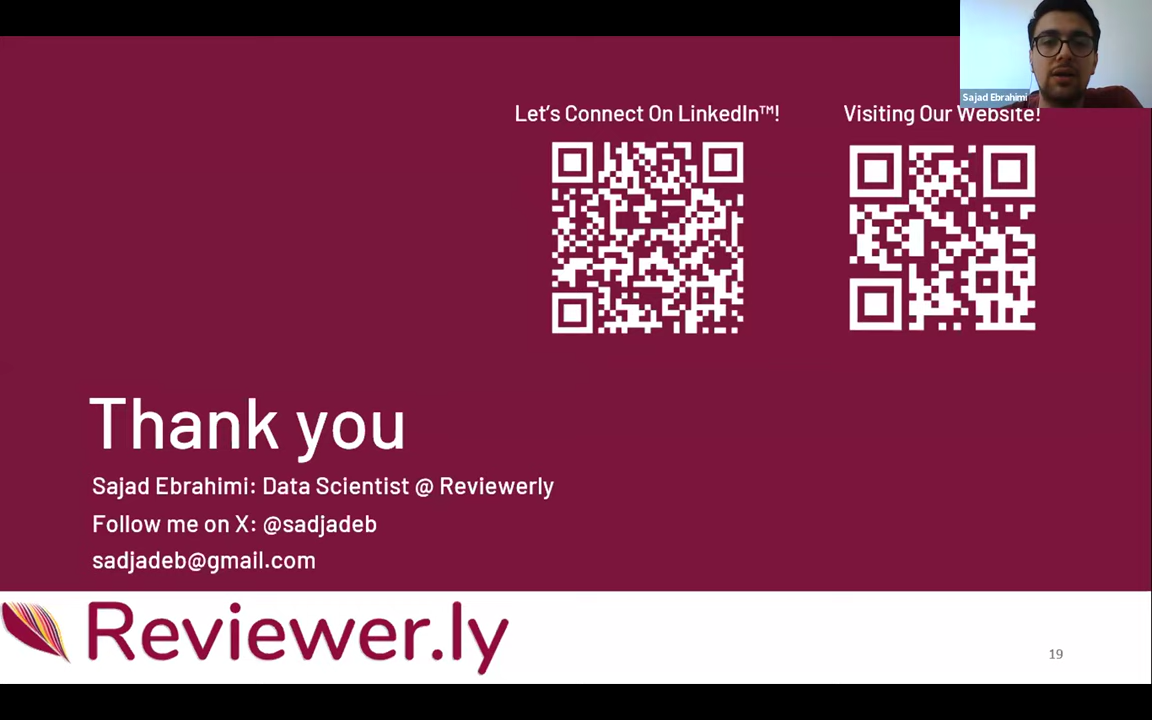 Sajad Ebrahimi
Let's Connect On LinkedIn™!
Visiting Our Website!
Thank you
Sajad Ebrahimi: Data Scientist @ Reviewerly
Follow me on X: @sadjadeb
sadjadeb@gmail.com
Reviewer.ly
19